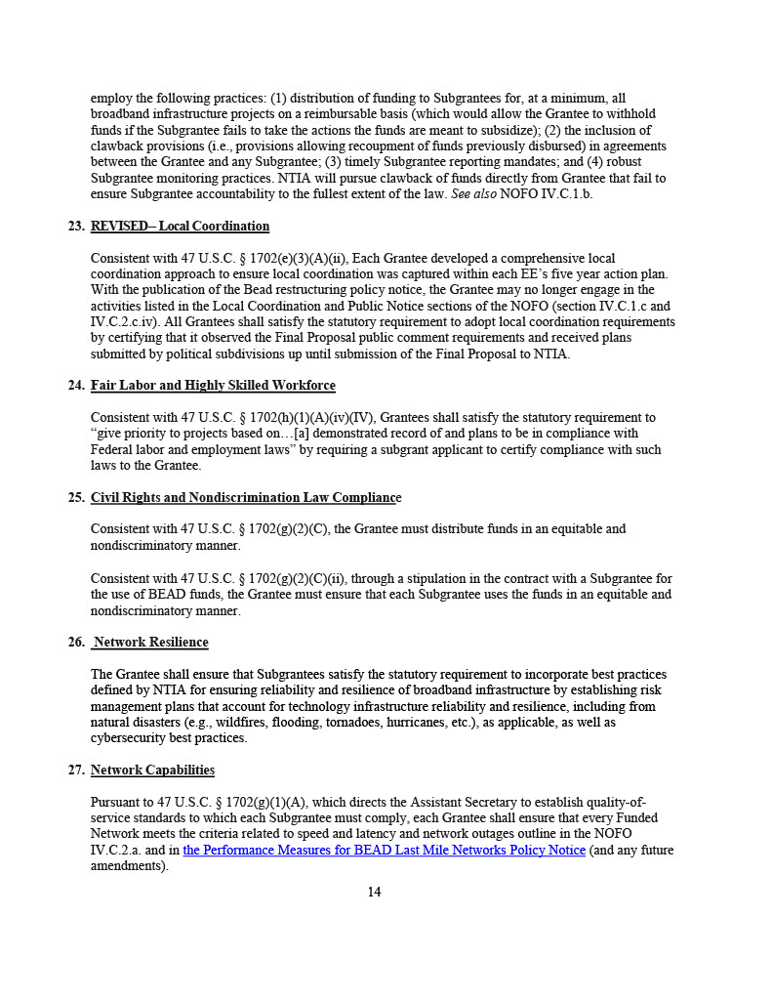 employ the following practices: (1) distribution of funding to Subgrantees for, at a minimum, all
broadband infrastructure projects on a reimbursable basis (which would allow the Grantee to withhold
funds if the Subgrantee fails to take the actions the funds are meant to subsidize); (2) the inclusion of
clawback provisions (i.e., provisions allowing recoupment of funds previously disbursed) in agreements
between the Grantee and any Subgrantee; (3) timely Subgrantee reporting mandates; and (4) robust
Subgrantee monitoring practices. NTIA will pursue clawback of funds directly from Grantee that fail to
ensure Subgrantee accountability to the fullest extent of the law. See also NOFO IV.C.1.b.
23. REVISED– Local Coordination
Consistent with 47 U.S.C. § 1702(e)(3)(A)(ii), Each Grantee developed a comprehensive local
coordination approach to ensure local coordination was captured within each EE's five year action plan.
With the publication of the Bead restructuring policy notice, the Grantee may no longer engage in the
activities listed in the Local Coordination and Public Notice sections of the NOFO (section IV.C.1.c and
IV.C.2.c.iv). All Grantees shall satisfy the statutory requirement to adopt local coordination requirements
by certifying that it observed the Final Proposal public comment requirements and received plans
submitted by political subdivisions up until submission of the Final Proposal to NTIA.
24. Fair Labor and Highly Skilled Workforce
Consistent with 47 U.S.C. § 1702(h)(1)(A)(iv)(IV), Grantees shall satisfy the statutory requirement to
“give priority to projects based on…[a] demonstrated record of and plans to be in compliance with
Federal labor and employment laws” by requiring a subgrant applicant to certify compliance with such
laws to the Grantee.
25. Civil Rights and Nondiscrimination Law Compliance
Consistent with 47 U.S.C. § 1702(g)(2)(C), the Grantee must distribute funds in an equitable and
nondiscriminatory manner.
Consistent with 47 U.S.C. § 1702(g)(2)(C)(ii), through a stipulation in the contract with a Subgrantee for
the use of BEAD funds, the Grantee must ensure that each Subgrantee uses the funds in an equitable and
nondiscriminatory manner.
26. Network Resilience
The Grantee shall ensure that Subgrantees satisfy the statutory requirement to incorporate best practices
defined by NTIA for ensuring reliability and resilience of broadband infrastructure by establishing risk
management plans that account for technology infrastructure reliability and resilience, including from
natural disasters (e.g., wildfires, flooding, tornadoes, hurricanes, etc.), as applicable, as well as
cybersecurity best practices.
27. Network Capabilities
Pursuant to 47 U.S.C. § 1702(g)(1)(A), which directs the Assistant Secretary to establish quality-of-
service standards to which each Subgrantee must comply, each Grantee shall ensure that every Funded
Network meets the criteria related to speed and latency and network outages outline in the NOFO
IV.C.2.a. and in the Performance Measures for BEAD Last Mile Networks Policy Notice (and any future
amendments).
14